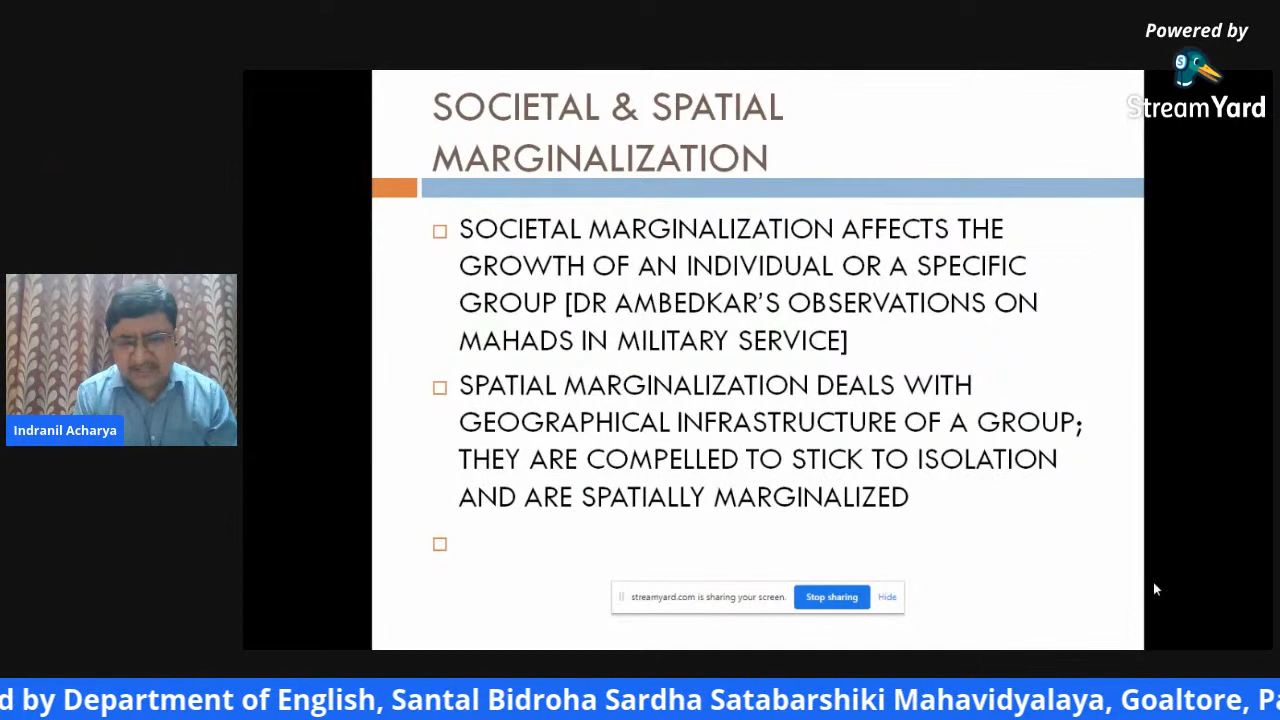 Powered by
StreamYard
SOCIETAL & SPATIAL
MARGINALIZATION
SOCIETAL MARGINALIZATION AFFECTS THE
GROWTH OF AN INDIVIDUAL OR A SPECIFIC
GROUP [DR AMBEDKAR’S OBSERVATIONS ON
MAHADS IN MILITARY SERVICE]
SPATIAL MARGINALIZATION DEALS WITH
GEOGRAPHICAL INFRASTRUCTURE OF A GROUP;
THEY ARE COMPELLED TO STICK TO ISOLATION
AND ARE SPATIALLY MARGINALIZED
Indranil Acharya
streamyard.com is sharing your screen. Stop sharing Hide
d by Department of English, Santal Bidroha Sardha Satabarshiki Mahavidyalaya, Goaltore, Pa